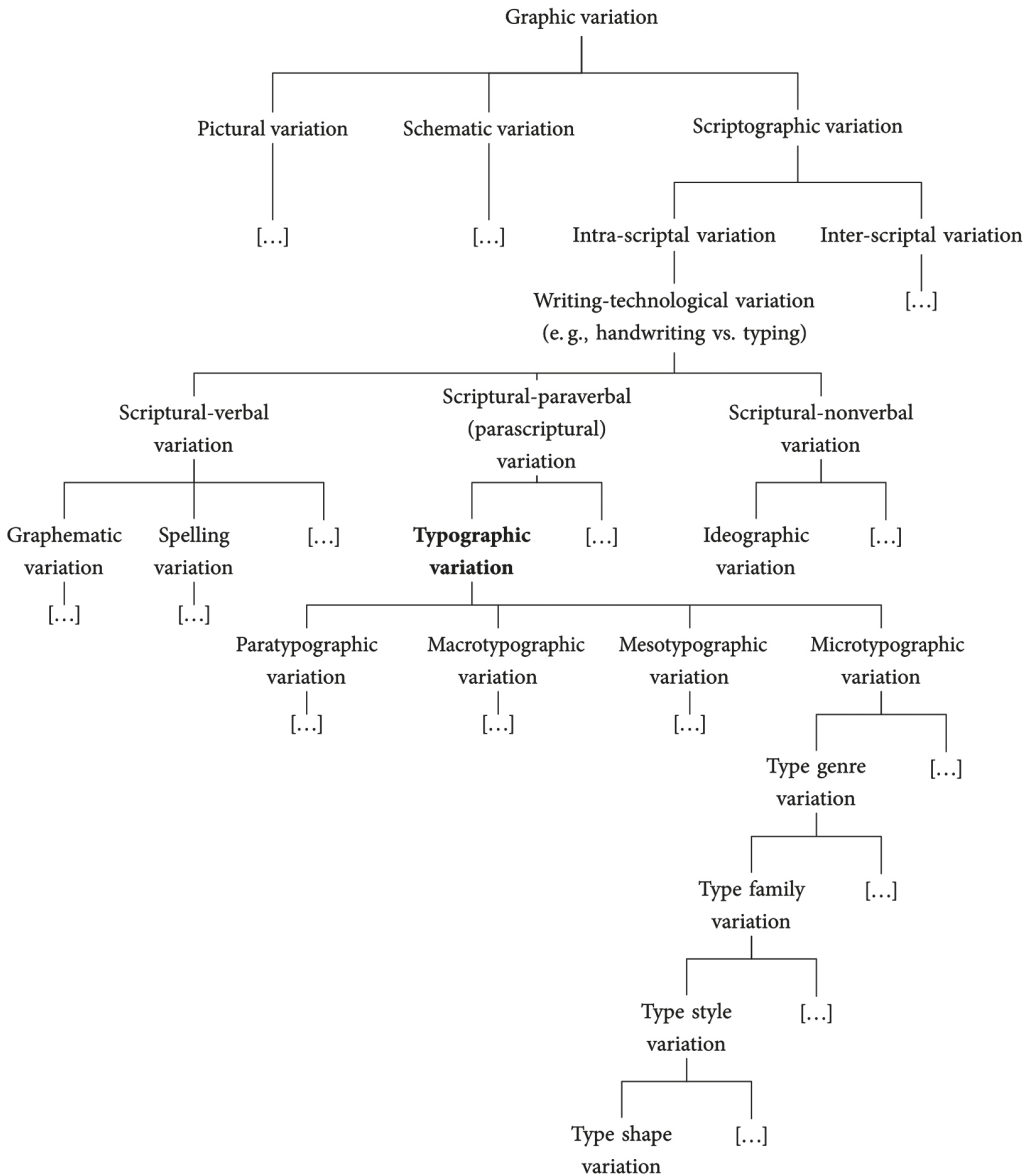 Graphic variation
Pictural variation
Schematic variation
Scriptographic variation
[…]
[…]
Intra-scriptal variation
Inter-scriptal variation
Writing-technological variation
(e. g., handwriting vs. typing)
[…]
Scriptural-verbal
variation
Scriptural-paraverbal
(parascriptural)
variation
Scriptural-nonverbal
variation
Graphematic
variation
Spelling
variation
[…]
Typographic
variation
[…]
Ideographic
variation
[…]
[…]
[…]
Paratypographic
variation
Macrotypographic
variation
Mesotypographic
variation
Microtypographic
variation
[…]
[…]
[…]
Type genre
variation
[…]
Type family
variation
[…]
Type style
variation
[…]
Type shape
variation
[…]